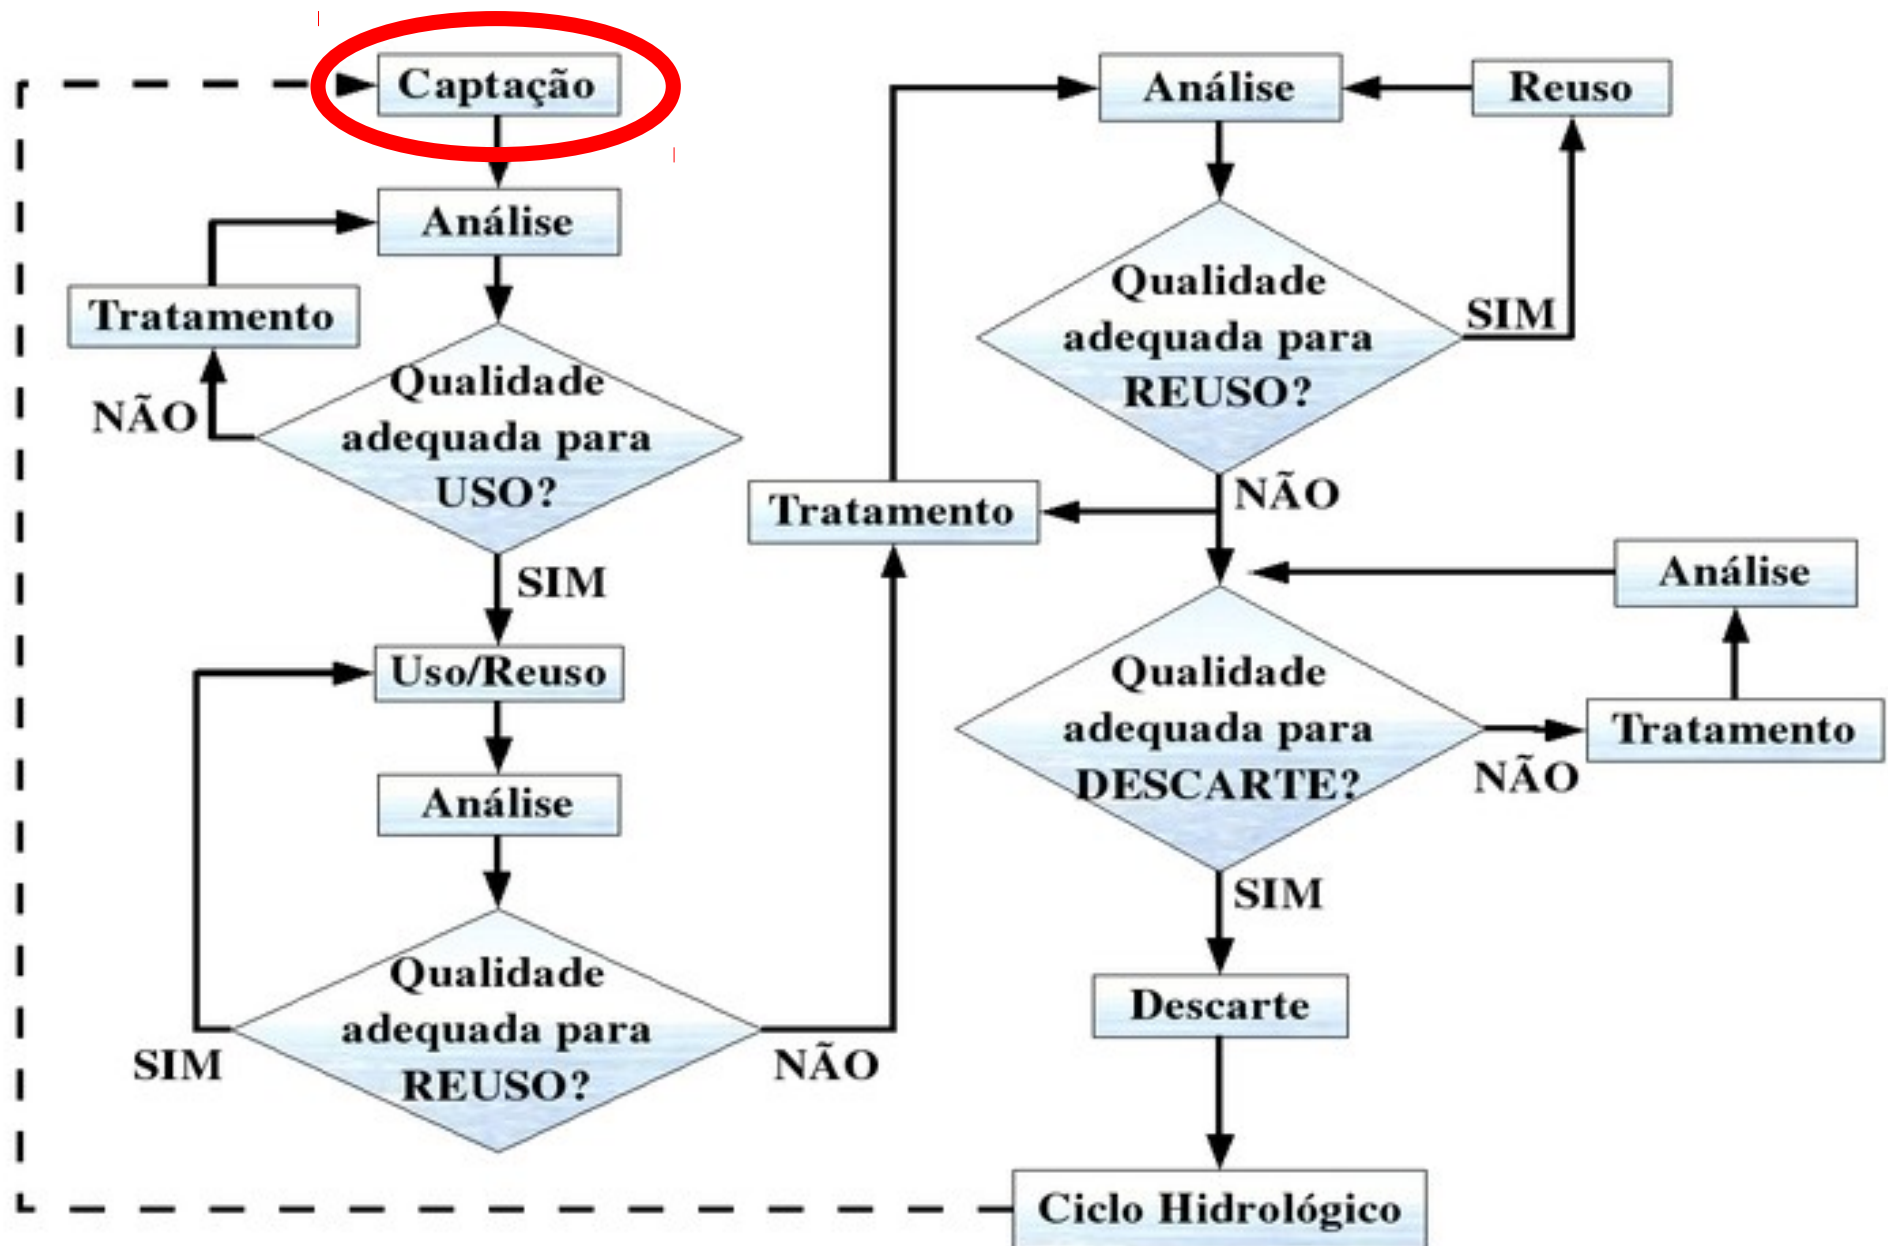 Captação
Análise
Tratamento
NÃO
Qualidade
adequada para
USO?
SIM
Uso/Reuso
Análise
Qualidade
adequada para
REUSO?
SIM
NÃO
Tratamento
Análise
Reuso
Qualidade
adequada para
REUSO?
SIM
NÃO
Análise
Qualidade
adequada para
DESCARTE?
NÃO
Tratamento
SIM
Descarte
Ciclo Hidrológico